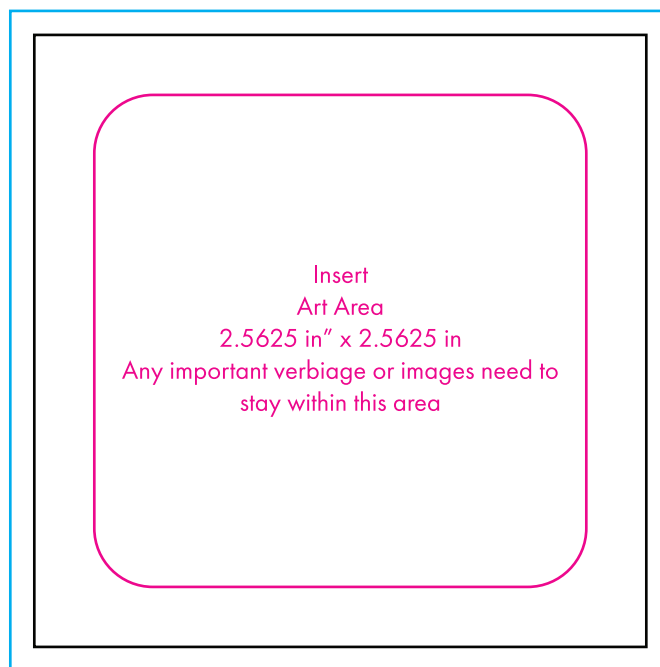 Insert
Art Area
2.5625 in” x 2.5625 in
Any important verbiage or images need to
stay within this area